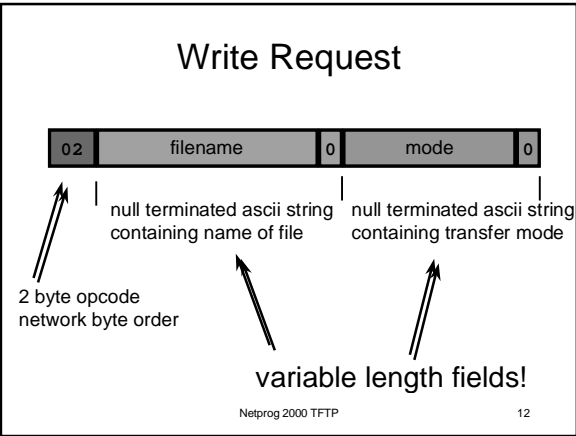 Write Request
02 filename 0 mode 0
null terminated ascii string
containing name of file
null terminated ascii string
containing transfer mode
2 byte opcode
network byte order
variable length fields!
Netprog 2000 TFTP 12